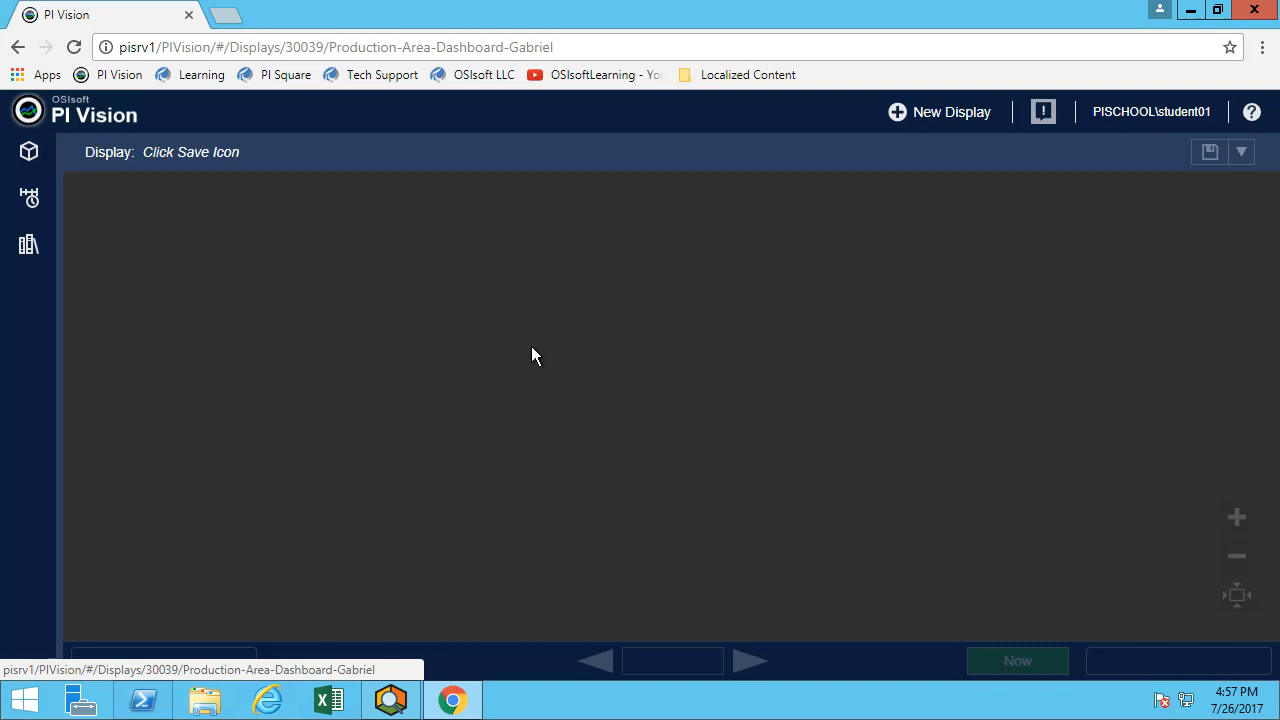 PI Vision
pisrv1/PIVision/#/Displays/30039/Production-Area-Dashboard-Gabriel
Apps PI Vision Learning PI Square Tech Support OSIsoft LLC OSIsoftLearning - Yo Localized Content
OSIsoft
PI Vision
New Display PISCHOOL\student01
Display: Click Save Icon
Now
pisrv1/PIVision/#/Displays/30039/Production-Area-Dashboard-Gabriel
4:57 PM
7/26/2017